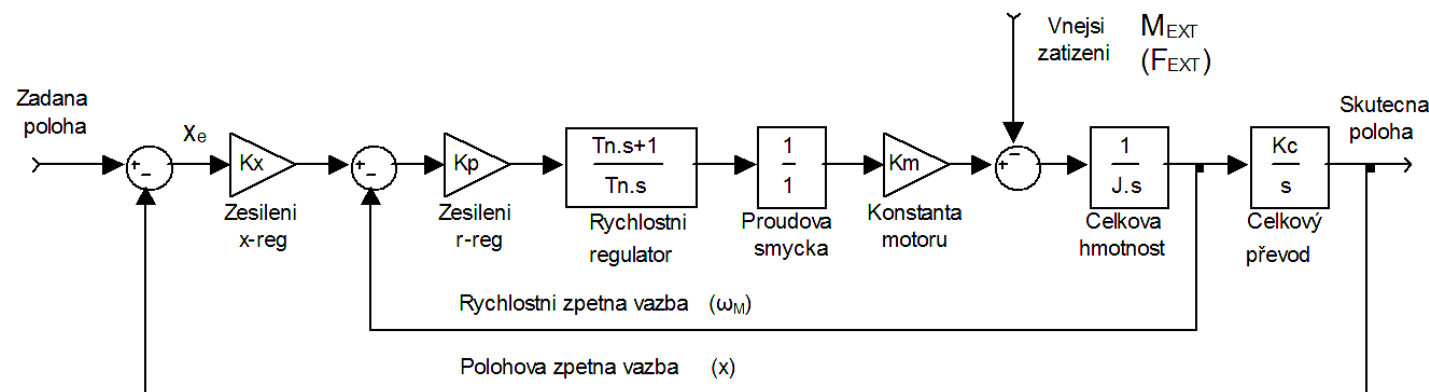 Vnejsi
zatizeni
MEXT
(FEXT)
Zadana
poloha
Skutecna
poloha
xe
+
−
Kx
+
−
Kp
Tn.s+1
Tn.s
1
1
Km
−
+
1
J.s
Kc
s
Zesileni
x-reg
Zesileni
r-reg
Rychlostni
regulator
Proudova
smycka
Konstanta
motoru
Celkova
hmotnost
Celkový
převod
Rychlostni zpetna vazba (ωM)
Polohova zpetna vazba (x)